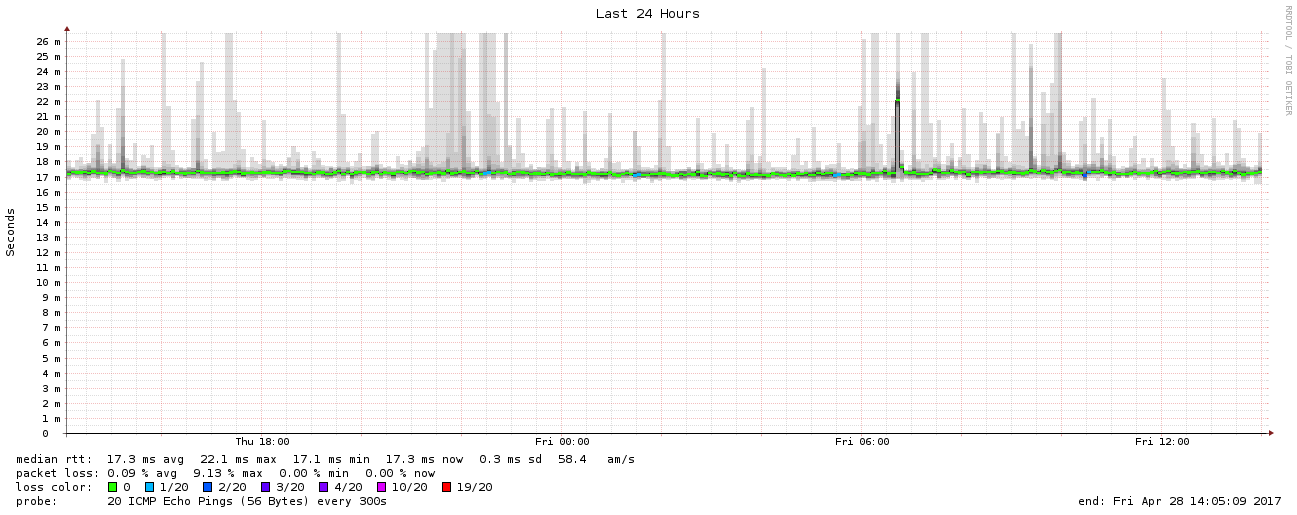 Last 24 Hours
RRDTOOL / TOBI OETIKER
Seconds
26 m
25 m
24 m
23 m
22 m
21 m
20 m
19 m
18 m
17 m
16 m
15 m
14 m
13 m
12 m
11 m
10 m
9 m
8 m
7 m
6 m
5 m
4 m
3 m
2 m
1 m
0
Thu 18:00 Fri 00:00 Fri 06:00 Fri 12:00
median rtt: 17.3 ms avg 22.1 ms max 17.1 ms min 17.3 ms now 0.3 ms sd 58.4 am/s
packet loss: 0.09 % avg 9.13 % max 0.00 % min 0.00 % now
loss color: 0 1/20 2/20 3/20 4/20 10/20 19/20
probe: 20 ICMP Echo Pings (56 Bytes) every 300s end: Fri Apr 28 14:05:09 2017